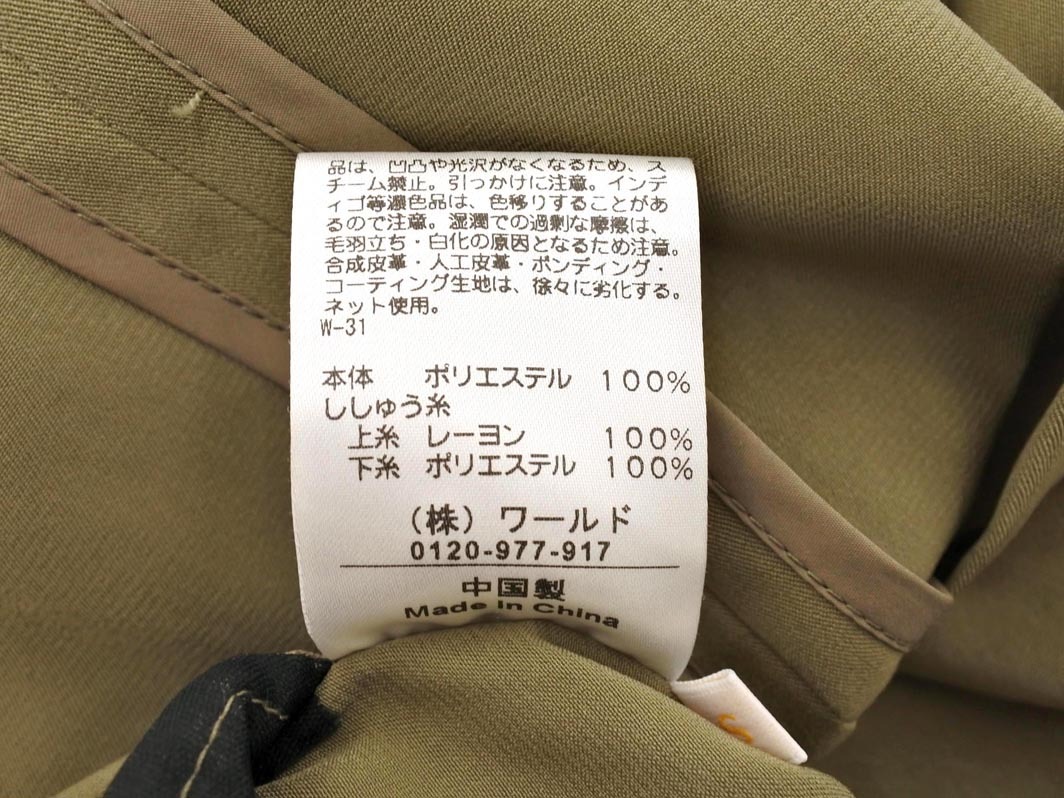 品は、凹凸や光沢がなくなるため、ス
チーム禁止。引っかけに注意。インデ
ィゴ等濃色品は、色移りすることがあ
るので注意。湿潤での過剰な摩擦は、
毛羽立ち・白化の原因となるため注意。
合成皮革・人工皮革・ボンディング・
コーティング生地は、徐々に劣化する。
ネット使用。
W-31
本体 ポリエステル 100%
ししゅう糸
上糸 レーヨン 100%
下糸 ポリエステル 100%
(株) ワールド
0120-977-917
中国製
Made in China